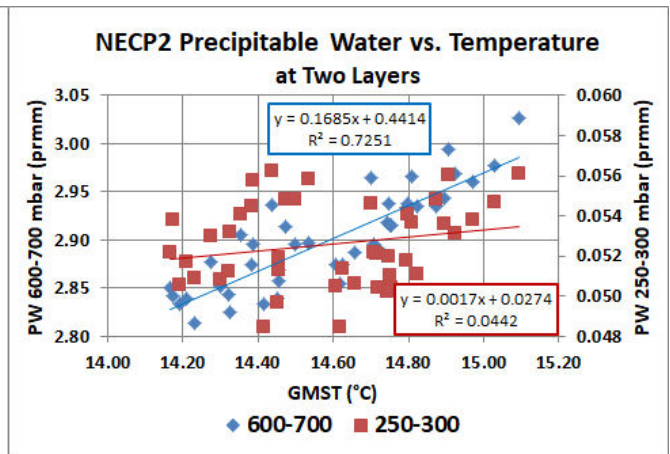 NECP2 Precipitable Water vs. Temperature
at Two Layers
PW 600-700 mbar (prmm)
3.05
3.00
2.95
2.90
2.85
2.80
y = 0.1685x + 0.4414
R² = 0.7251
y = 0.0017x + 0.0274
R² = 0.0442
0.060
0.058
0.056
0.054
0.052
0.050
0.048
PW 250-300 mbar (prmm)
14.00 14.20 14.40 14.60 14.80 15.00 15.20
GMST (°C)
600-700 250-300